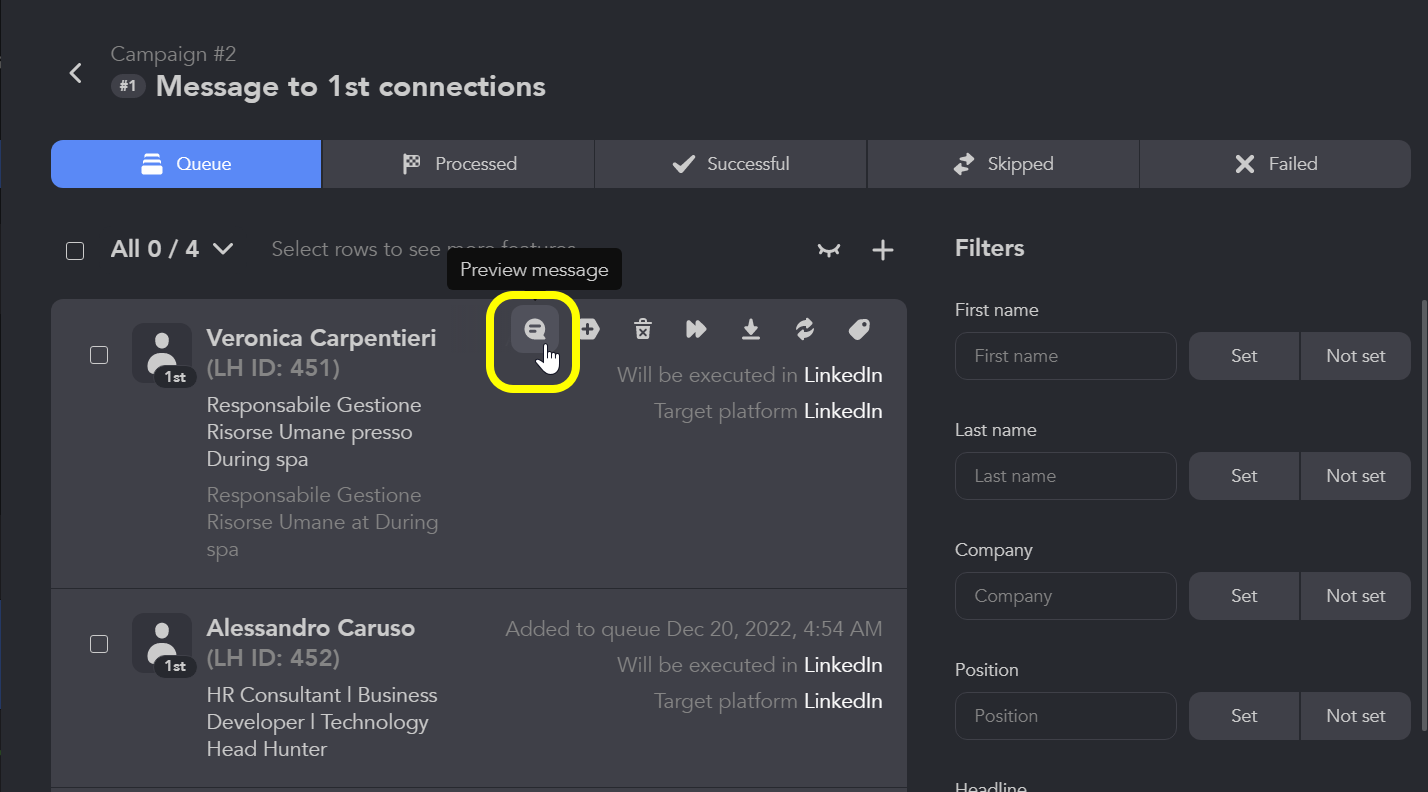 Campaign #2
#1 Message to 1st connections
Queue
Processed
Successful
Skipped
Failed
All 0 / 4
Select rows to see more features
Preview message
Veronica Carpentieri
(LH ID: 451)
1st
Responsabile Gestione
Risorse Umane presso
During spa
Responsabile Gestione
Risorse Umane at During
spa
Will be executed in LinkedIn
Target platform LinkedIn
Alessandro Caruso
(LH ID: 452)
1st
HR Consultant l Business
Developer l Technology
Head Hunter
Added to queue Dec 20, 2022, 4:54 AM
Will be executed in LinkedIn
Target platform LinkedIn
Filters
First name
First name
Set
Not set
Last name
Last name
Set
Not set
Company
Company
Set
Not set
Position
Position
Set
Not set
Headline